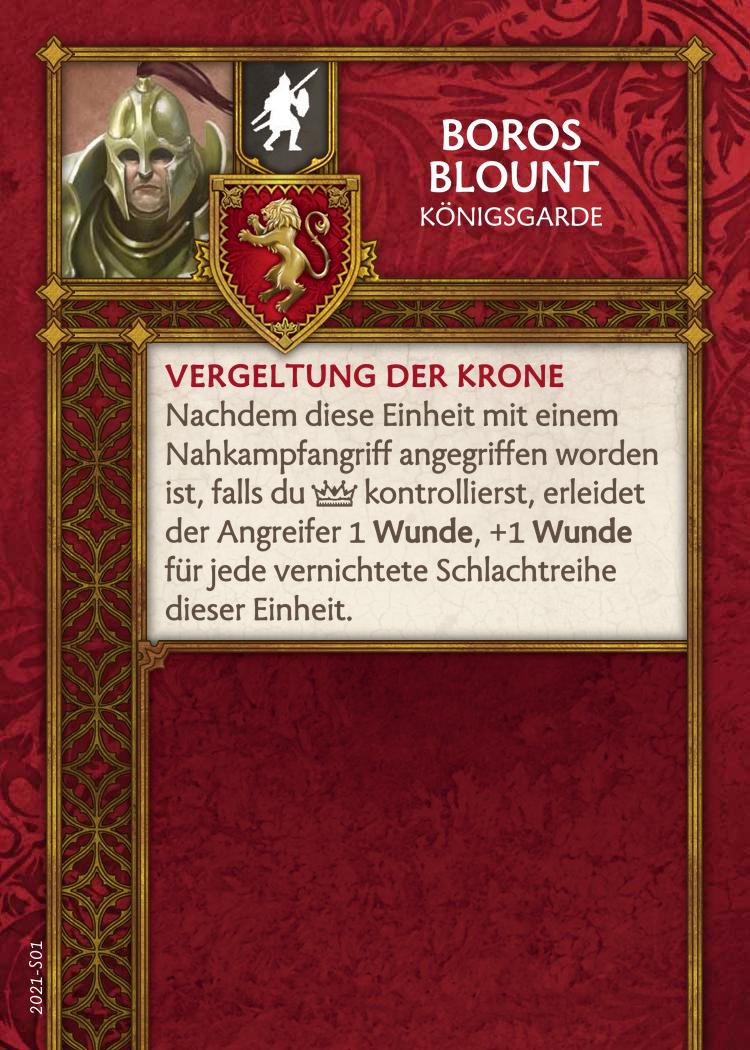 BOROS
BLOUNT
KÖNIGSGARDE
VERGELTUNG DER KRONE
Nachdem diese Einheit mit einem
Nahkampfangriff angegriffen worden
ist, falls du kontrollierst, erleidet
der Angreifer 1 Wunde, +1 Wunde
für jede vernichtete Schlachtreihe
dieser Einheit.
2021-S01